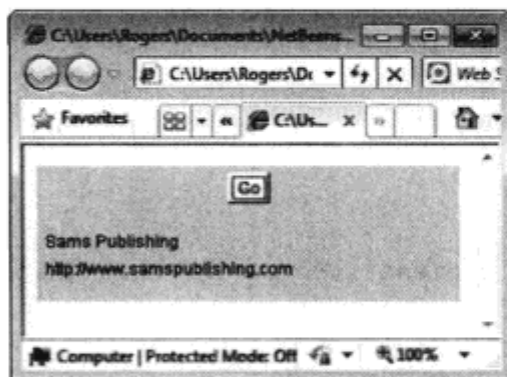 C:\Users\Rogers\Documents\NetBeans...
C:\Users\Rogers\Do
Web S
Favorites
C:\Us...
Go
Sams Publishing
http://www.samspublishing.com
Computer | Protected Mode: Off
100%